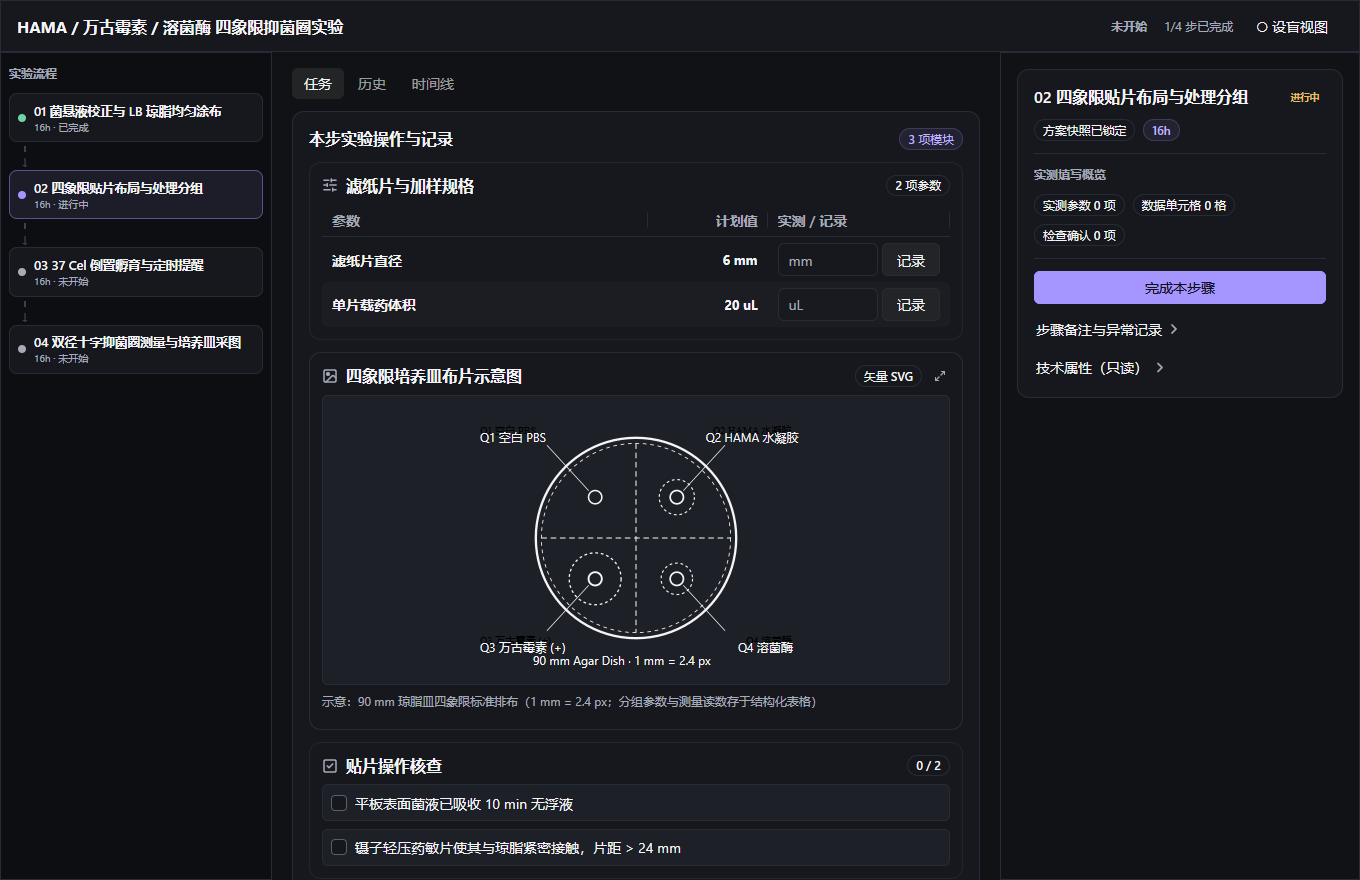 HAMA / 万古霉素 / 溶菌酶 四象限抑菌圈实验
未开始 1/4 步已完成 设盲视图
实验流程
01 菌悬液校正与 LB 琼脂均匀涂布
16h · 已完成
02 四象限贴片布局与处理分组
16h · 进行中
03 37 Cel 倒置孵育与定时提醒
16h · 未开始
04 双径十字抑菌圈测量与培养皿采图
16h · 未开始
任务 历史 时间线
本步实验操作与记录
3 项模块
滤纸片与加样规格
2 项参数
参数 计划值 实测 / 记录
滤纸片直径 6 mm mm 记录
单片载药体积 20 uL uL 记录
四象限培养皿布片示意图
矢量 SVG
Q1 空白 PBS
Q2 HAMA 水凝胶
Q3 万古霉素 (+)
Q4 溶菌酶
90 mm Agar Dish · 1 mm = 2.4 px
示意：90 mm 琼脂皿四象限标准排布（1 mm = 2.4 px；分组参数与测量读数存于结构化表格）
贴片操作核查
0 / 2
平板表面菌液已吸收 10 min 无浮液
镊子轻压药敏片使其与琼脂紧密接触，片距 > 24 mm
02 四象限贴片布局与处理分组
进行中
方案快照已锁定 16h
实测填写概览
实测参数 0 项 数据单元格 0 格
检查确认 0 项
完成本步骤
步骤备注与异常记录
技术属性（只读）